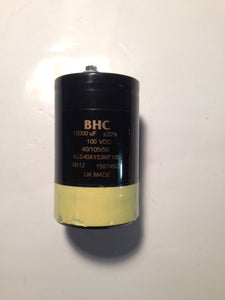 BHC
15000 uF ±20%
100 VDC
40/105/56
ALS40A153MF100
0612
UK MADE